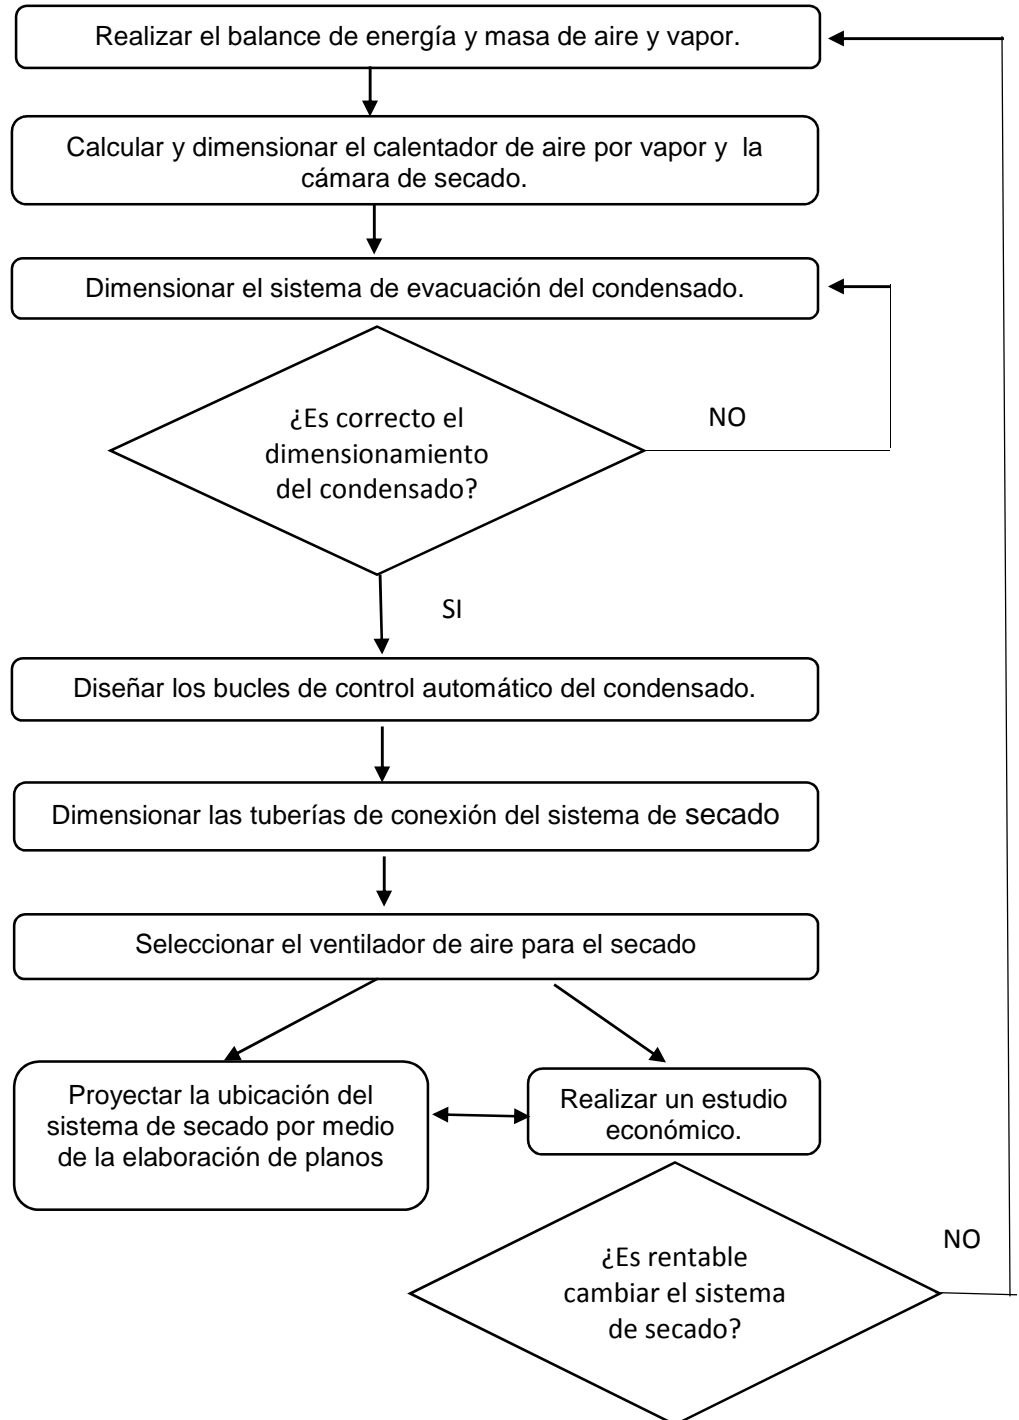 Realizar el balance de energía y masa de aire y vapor.
Calcular y dimensionar el calentador de aire por vapor y  la
cámara de secado.
Dimensionar el sistema de evacuación del condensado.
¿Es correcto el
dimensionamiento
del condensado?
NO
SI
Diseñar los bucles de control automático del condensado.
Dimensionar las tuberías de conexión del sistema de secado
Seleccionar el ventilador de aire para el secado
Proyectar la ubicación del
sistema de secado por medio
de la elaboración de planos
Realizar un estudio
económico.
¿Es rentable
cambiar el sistema
de secado?
NO